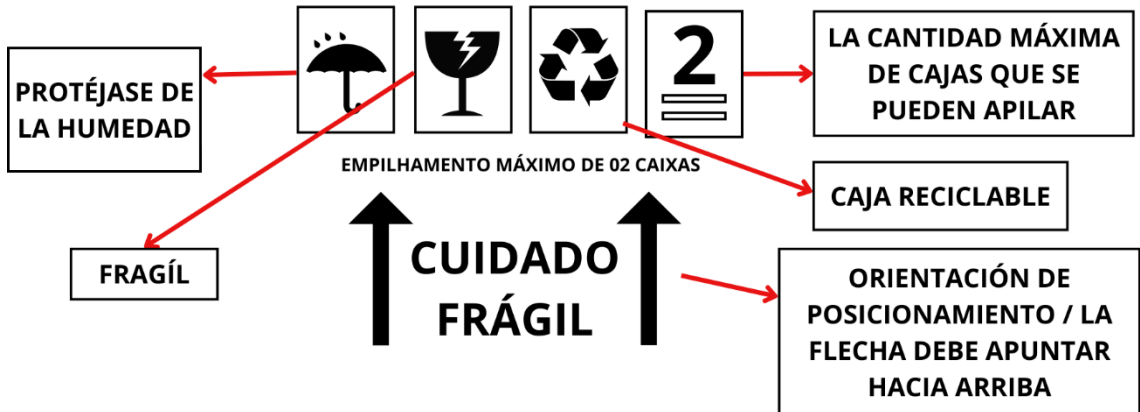 PROTÉJASE DE
LA HUMEDAD
2
LA CANTIDAD MÁXIMA
DE CAJAS QUE SE
PUEDEN APILAR
EMPILHAMENTO MÁXIMO DE 02 CAIXAS
CAJA RECICLABLE
FRAGÍL
CUIDADO
FRÁGIL
ORIENTACIÓN DE
POSICIONAMIENTO / LA
FLECHA DEBE APUNTAR
HACIA ARRIBA